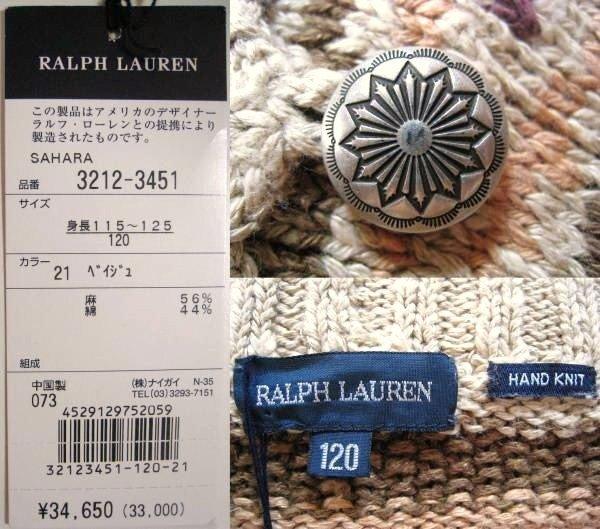 RALPH LAUREN
この製品はアメリカのデザイナー
ラルフ・ローレンとの提携により
製造されたものです。
SAHARA
品番 3212-3451
サイズ
身長115〜125
120
カラー
21 ベイジュ
麻 56%
綿 44%
組成
中国製 (株)ナイガイ N-35
073 TEL(03)3293-7151
4529129752059
32123451-120-21
¥34,650 (33,000)
RALPH LAUREN
HAND KNIT
120